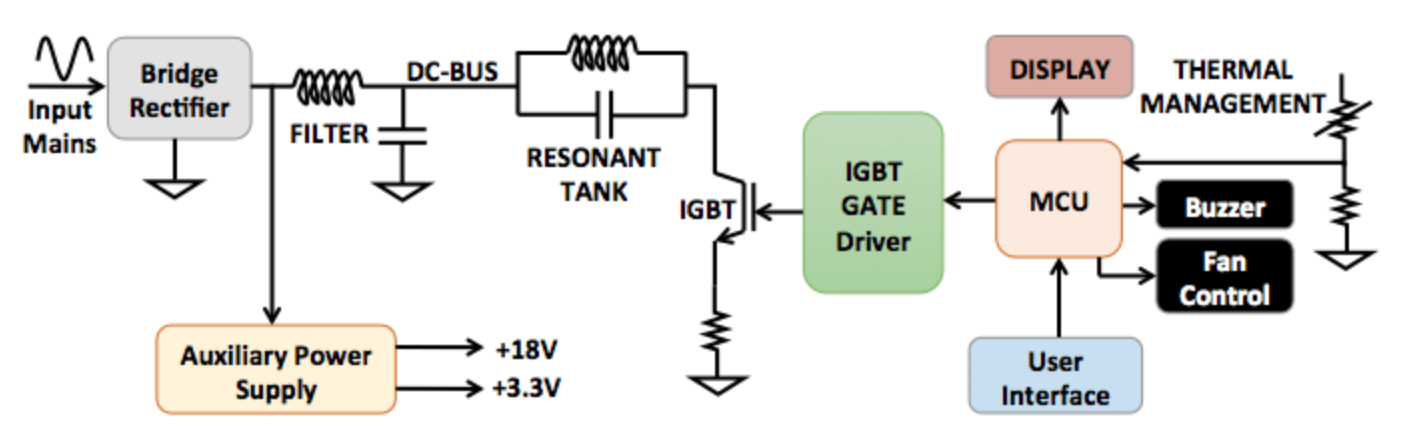 Input
Mains
Bridge
Rectifier
FILTER
DC-BUS
RESONANT
TANK
IGBT
IGBT
GATE
Driver
DISPLAY
MCU
THERMAL
MANAGEMENT
Buzzer
Fan
Control
User
Interface
Auxiliary Power
Supply
+18V
+3.3V